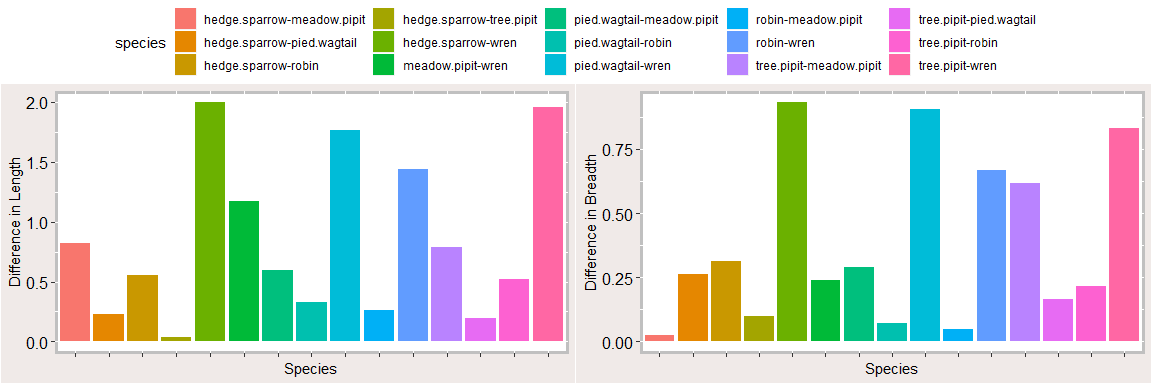 species
hedge.sparrow-meadow.pipit
hedge.sparrow-pied.wagtail
hedge.sparrow-robin
hedge.sparrow-tree.pipit
hedge.sparrow-wren
meadow.pipit-wren
pied.wagtail-meadow.pipit
pied.wagtail-robin
pied.wagtail-wren
robin-meadow.pipit
robin-wren
tree.pipit-meadow.pipit
tree.pipit-pied.wagtail
tree.pipit-robin
tree.pipit-wren
Difference in Length
2.0
1.5
1.0
0.5
0.0
Species
Difference in Breadth
0.75
0.50
0.25
0.00
Species